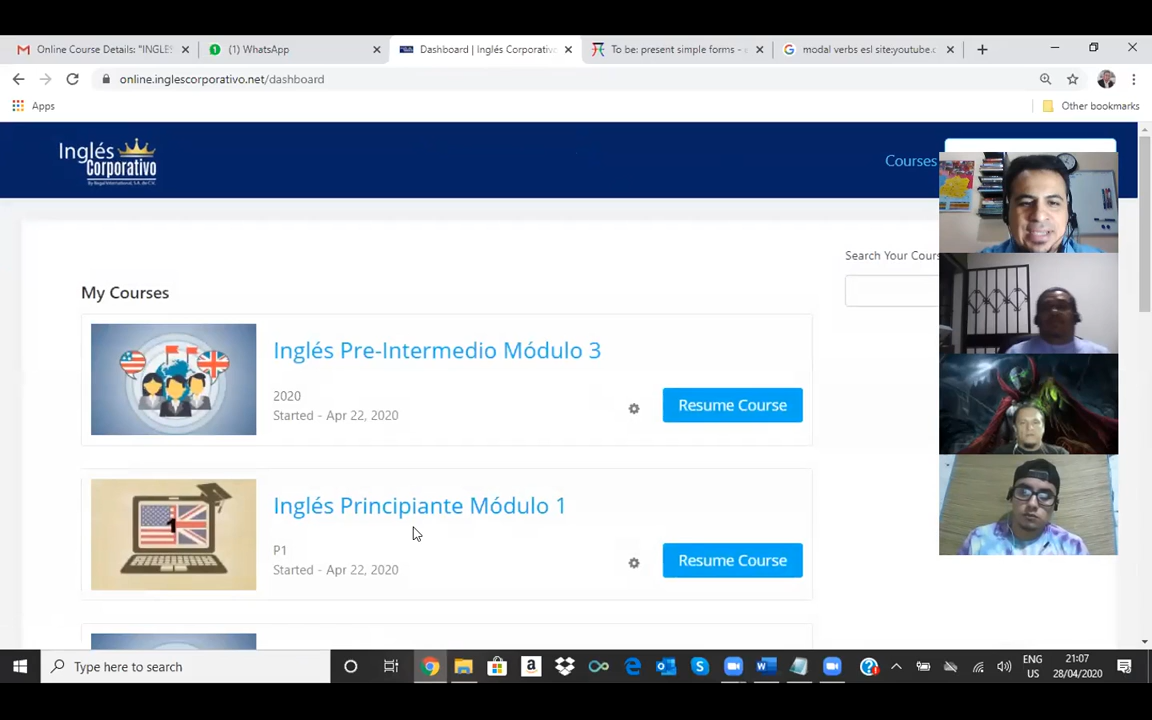 Online Course Details: "INGLES
(1) WhatsApp
Dashboard | Inglés Corporativo
To be: present simple forms - e
modal verbs esl site:youtube.c
online.inglescorporativo.net/dashboard
Apps
Other bookmarks
Inglés
Corporativo
Courses
Search Your Cours
My Courses
Inglés Pre-Intermedio Módulo 3
2020
Started - Apr 22, 2020
Resume Course
Inglés Principiante Módulo 1
1
P1
Started - Apr 22, 2020
Resume Course
Type here to search
ENG
US
21:07
28/04/2020